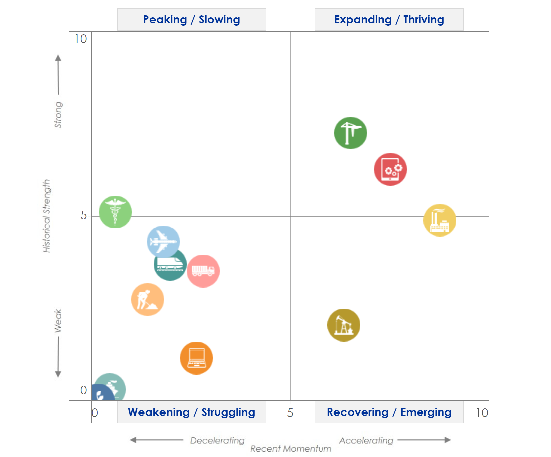 Peaking / Slowing
Expanding / Thriving
10
Strong
Historical Strength
5
Weak
0
0
Weakening / Struggling
5
Recovering / Emerging
10
Decelerating
Accelerating
Recent Momentum